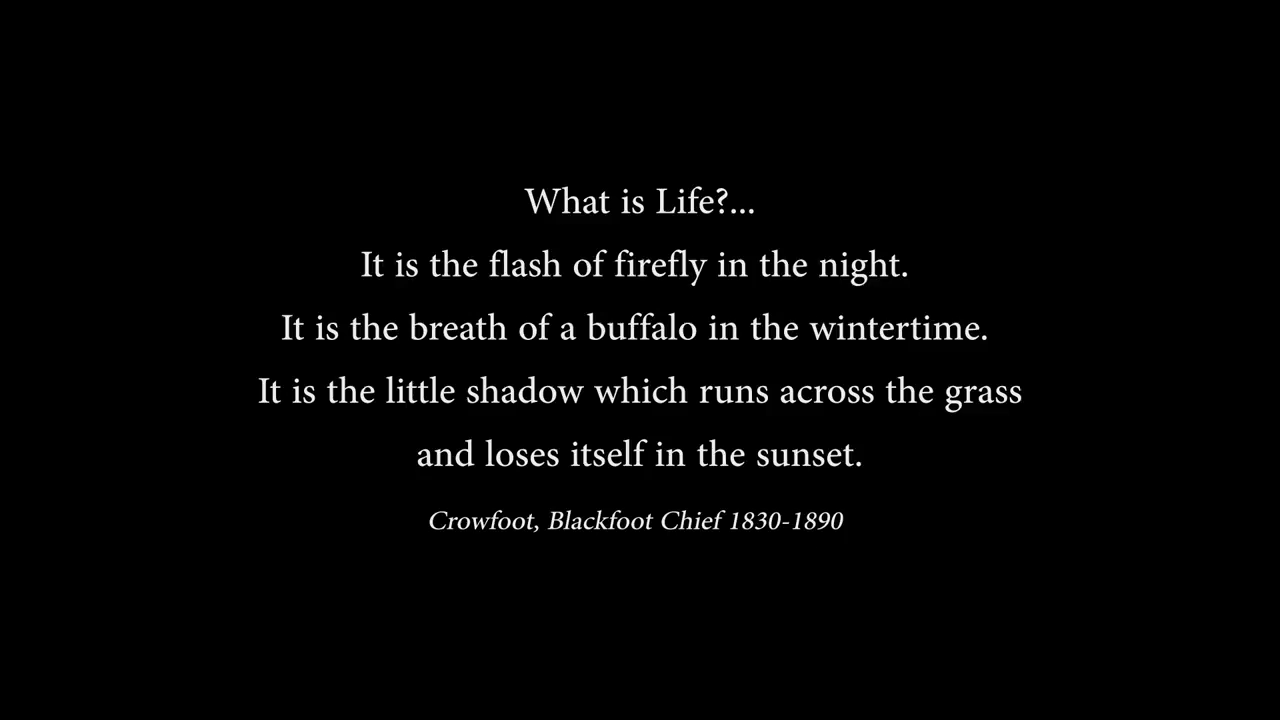 What is Life?...
It is the flash of firefly in the night.
It is the breath of a buffalo in the wintertime.
It is the little shadow which runs across the grass
and loses itself in the sunset.
Crowfoot, Blackfoot Chief 1830-1890